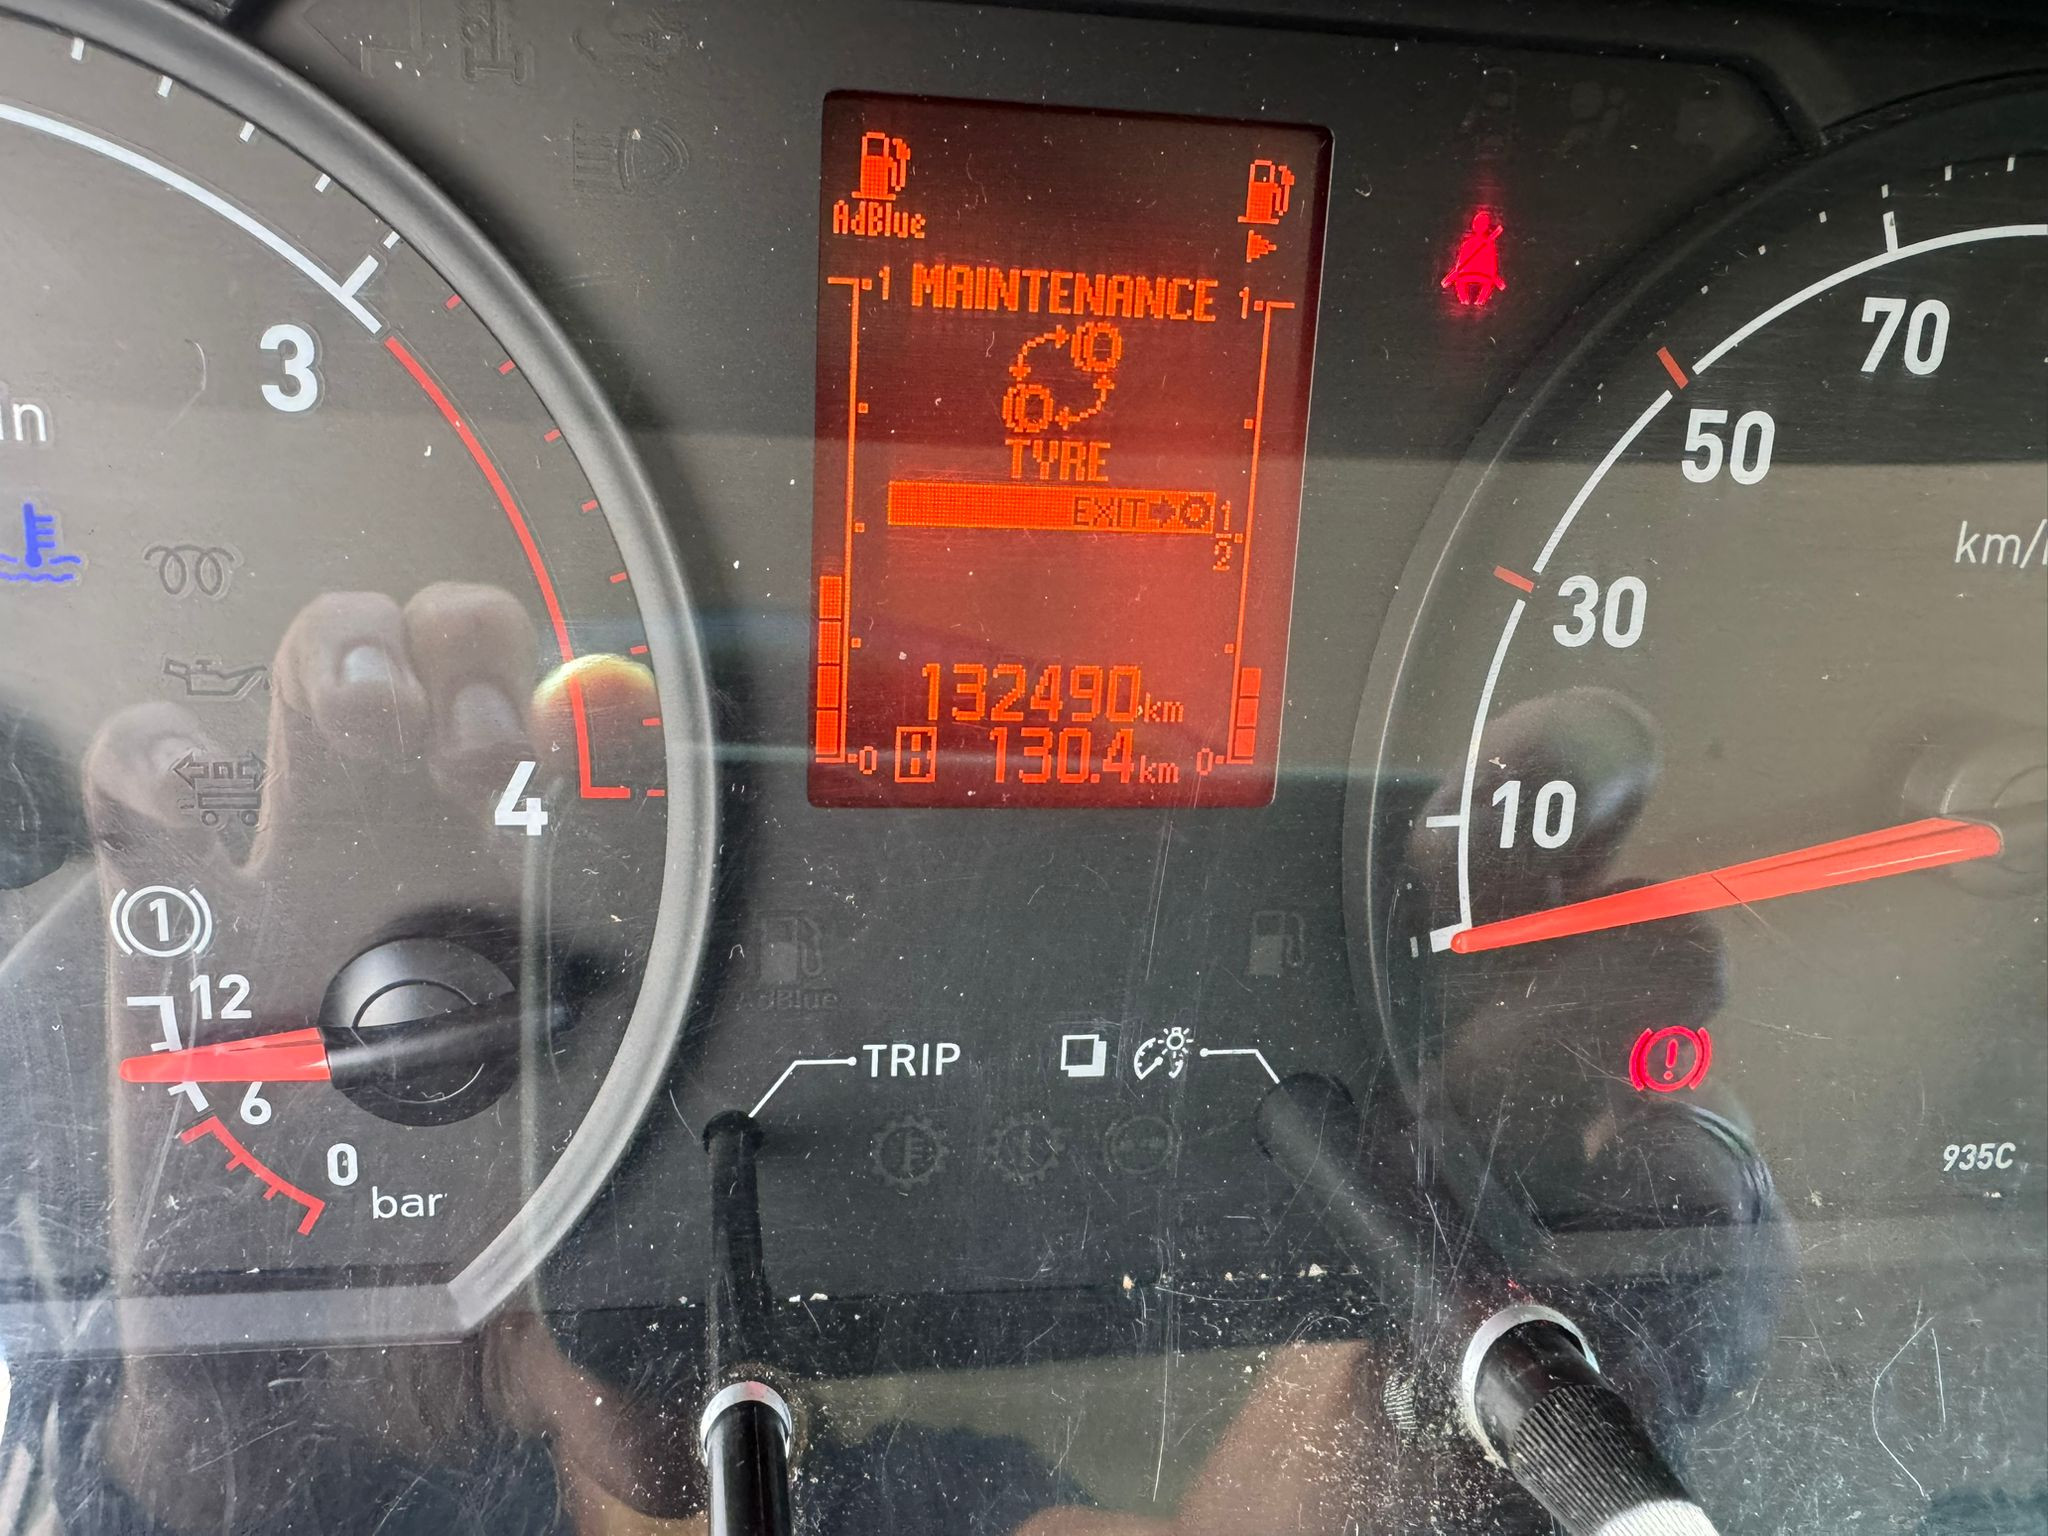 AdBlue
1 MAINTENANCE 1
TYRE
EXIT
1
2
132490km
130.4km
0
0
3
4
in
1
12
6
0
bar
AdBlue
TRIP
70
50
30
10
km/
935C